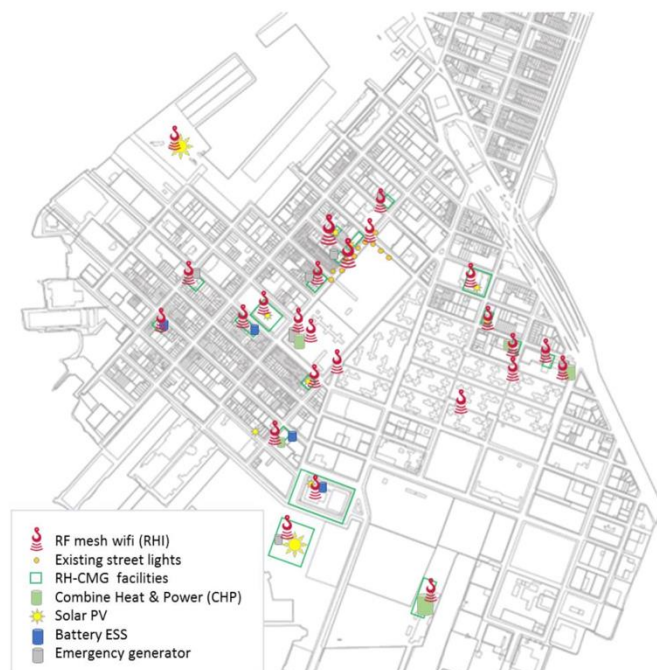 RF mesh wifi (RHI)
Existing street lights
RH-CMG facilities
Combine Heat & Power (CHP)
Solar PV
Battery ESS
Emergency generator